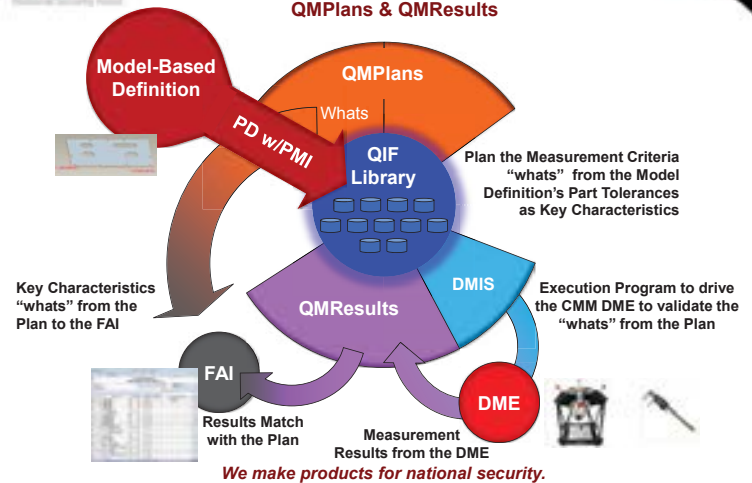 QMPlans & QMResults
Model-Based
Definition
QMPlans
Whats
PD w/PMI
QIF
Library
Plan the Measurement Criteria
“whats” from the Model
Definition’s Part Tolerances
as Key Characteristics
Key Characteristics
“whats” from the
Plan to the FAI
DMIS
QMResults
Execution Program to drive
the CMM DME to validate the
“whats” from the Plan
FAI
DME
Results Match
with the Plan
Measurement
Results from the DME
We make products for national security.